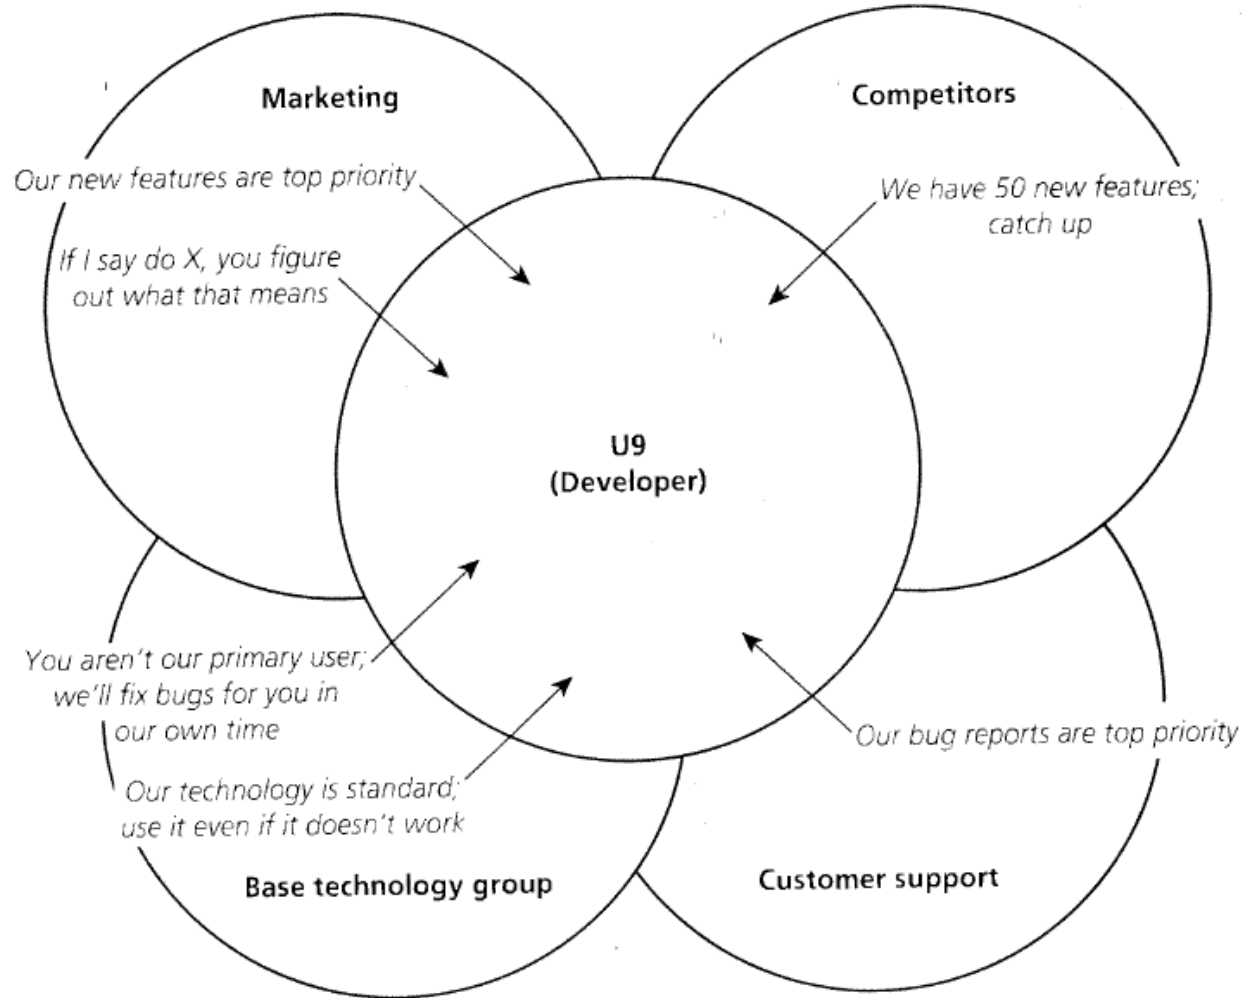 Marketing
Competitors
Our new features are top priority
We have 50 new features;
catch up
If I say do X, you figure
out what that means
U9
(Developer)
You aren't our primary user;
we'll fix bugs for you in
our own time
Our bug reports are top priority
Our technology is standard;
use it even if it doesn't work
Base technology group
Customer support